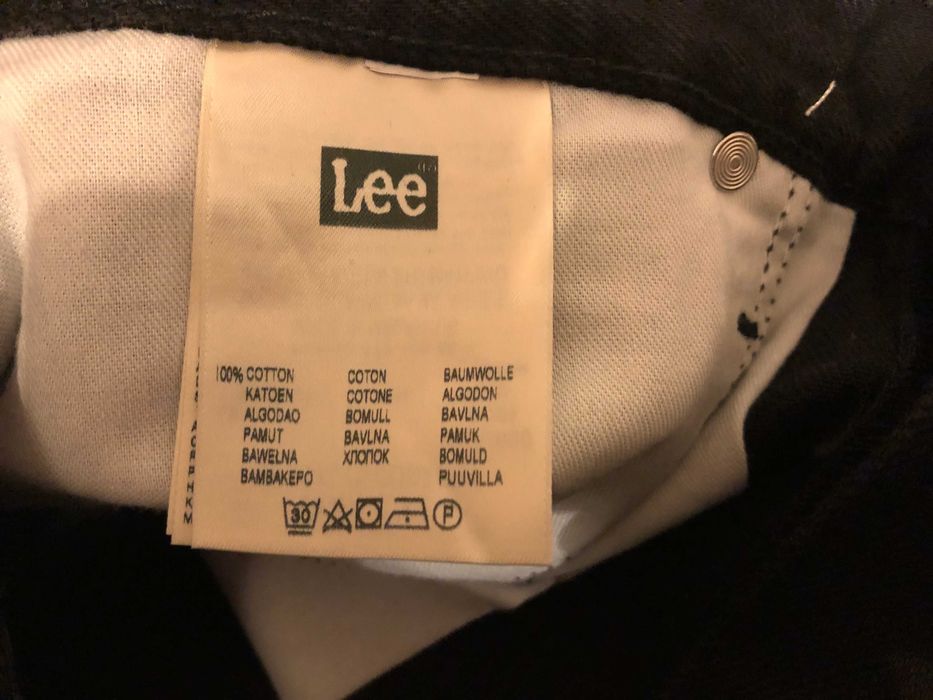 Lee
100% COTTON COTON BAUMWOLLE
KATOEN COTONE ALGODON
ALGODAO BOMULL BAVLNA
PAMUT BAVLNA PAMUK
BAWELNA ХЛОПОК BOMULD
BAMBAKEPO PUUVILLA
30 P